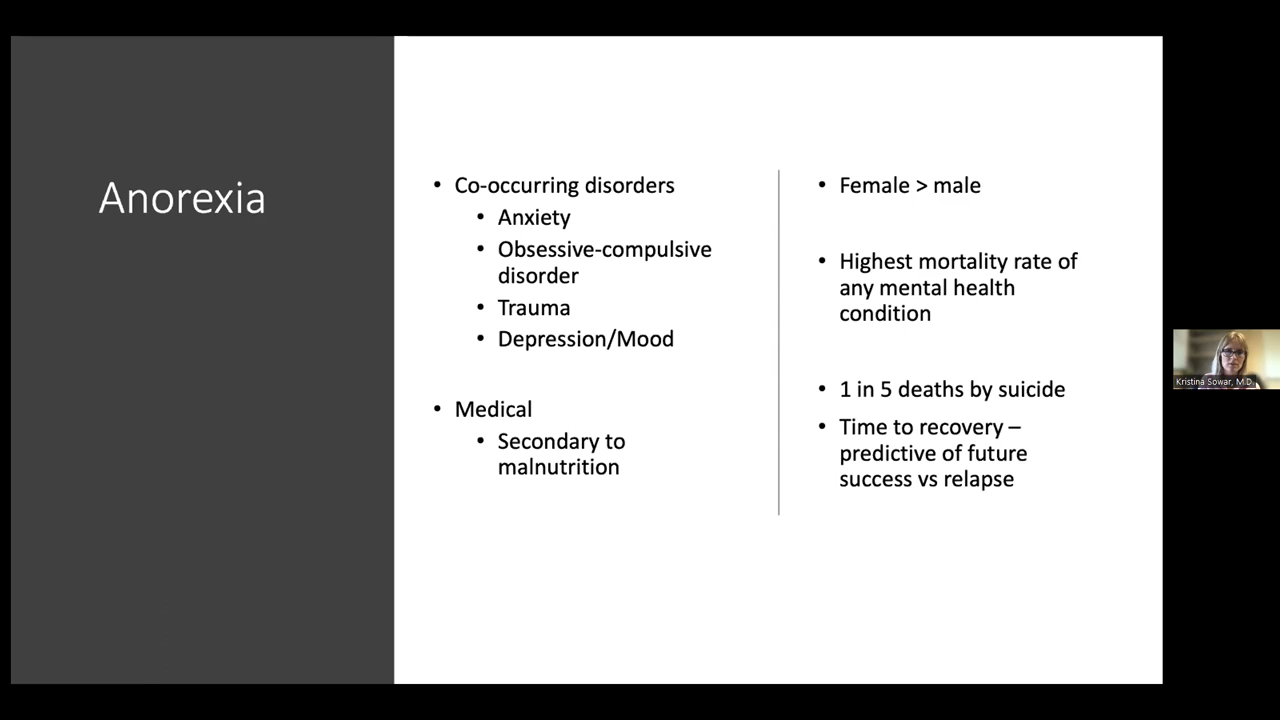 Anorexia
• Co-occurring disorders
• Anxiety
• Obsessive-compulsive
disorder
• Trauma
• Depression/Mood
• Medical
• Secondary to
malnutrition
• Female > male
• Highest mortality rate of
any mental health
condition
• 1 in 5 deaths by suicide
• Time to recovery –
predictive of future
success vs relapse
Kristina Sowar, M.D.